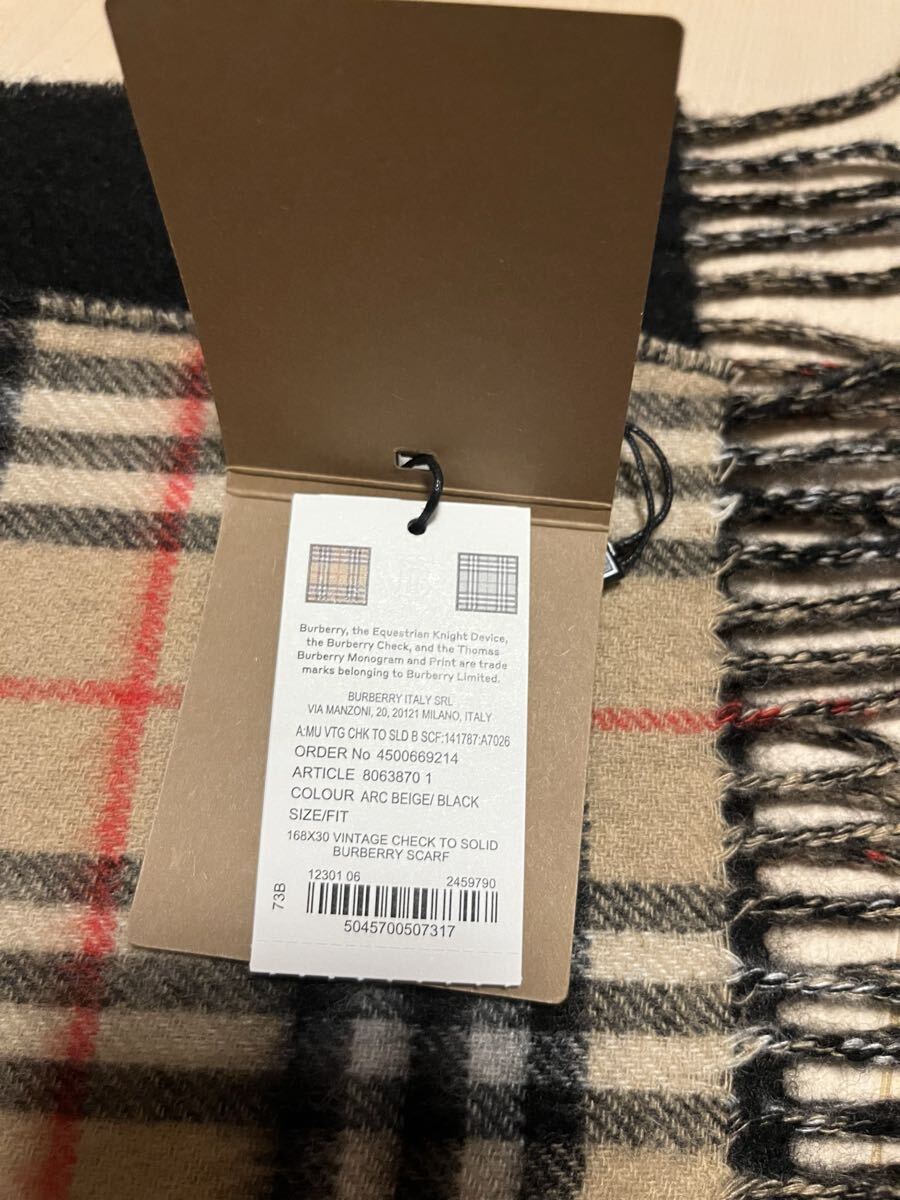 Burberry, the Equestrian Knight Device,
the Burberry Check, and the Thomas
Burberry Monogram and Print are trade
marks belonging to Burberry Limited.
BURBERRY ITALY SRL
VIA MANZONI, 20, 20121 MILANO, ITALY
A:MU VTG CHK TO SLD B SCF:141787:A7026
ORDER No 4500669214
ARTICLE 8063870 1
COLOUR ARC BEIGE/ BLACK
SIZE/FIT
168X30 VINTAGE CHECK TO SOLID
BURBERRY SCARF
12301 06 2459790
73B
5045700507317